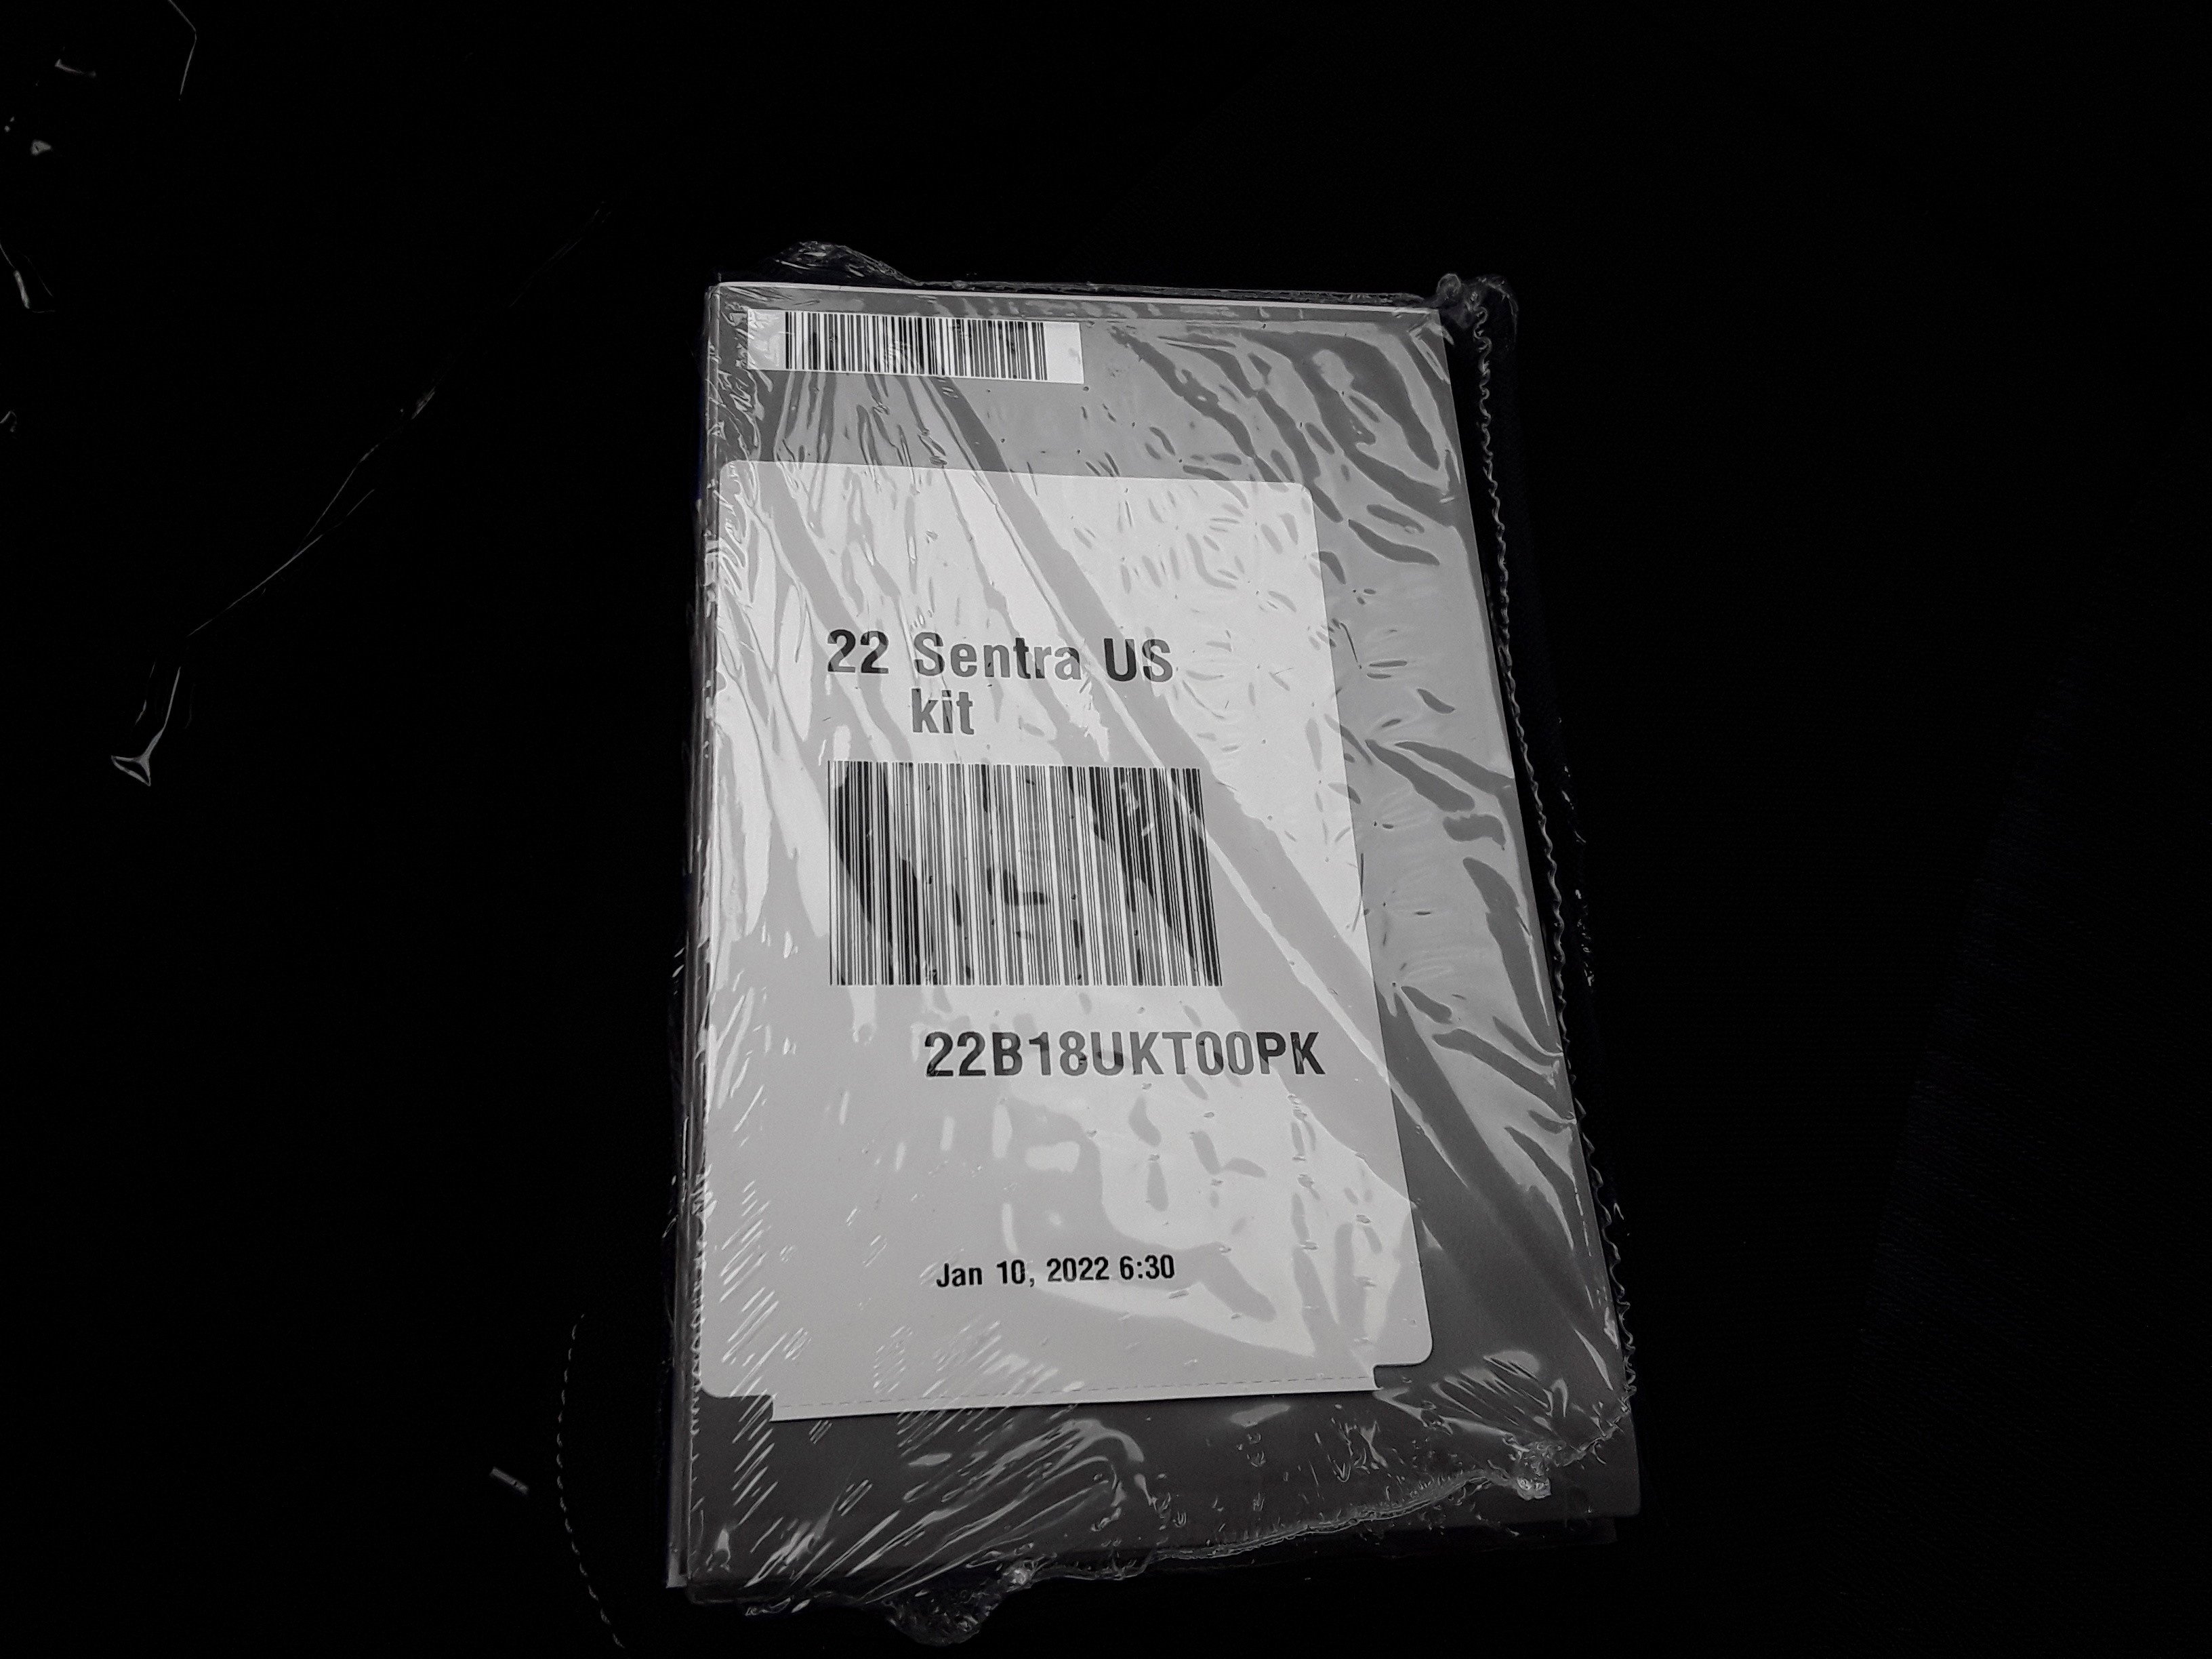 22 Sentra US
kit
22B18UKT00PK
Jan 10, 2022 6:30